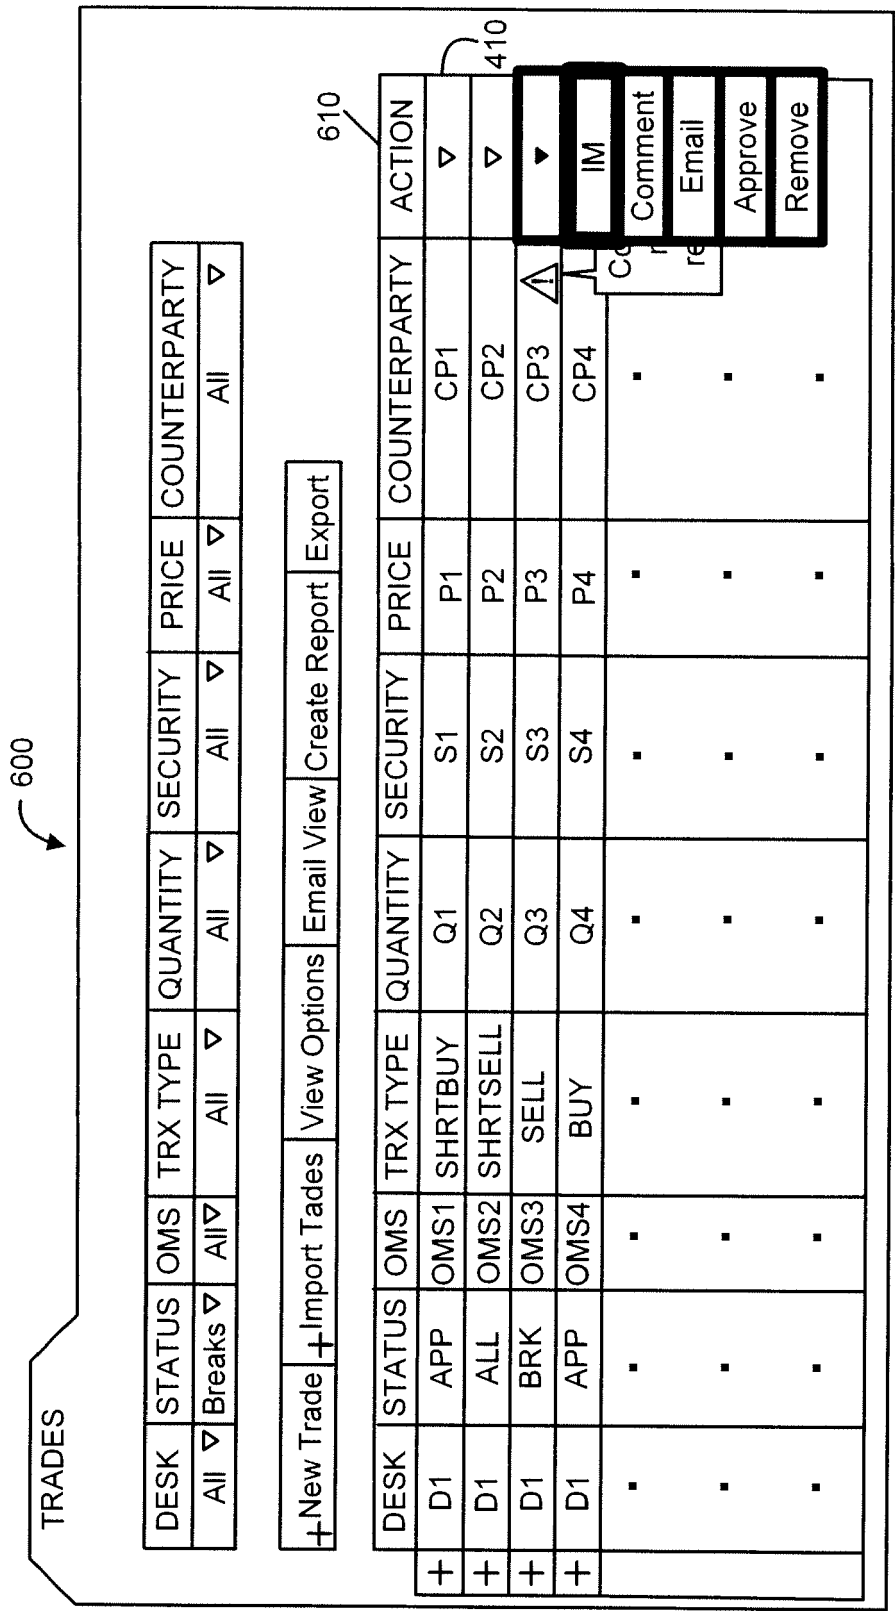 600
TRADES
DESK STATUS OMS TRX TYPE QUANTITY SECURITY PRICE COUNTERPARTY
All Breaks All All All All All All
+New Trade +Import Tades View Options Email View Create Report Export
610
DESK STATUS OMS TRX TYPE QUANTITY SECURITY PRICE COUNTERPARTY ACTION
+ D1 APP OMS1 SHRTBUY Q1 S1 P1 CP1
410
+ D1 ALL OMS2 SHRTSELL Q2 S2 P2 CP2
+ D1 BRK OMS3 SELL Q3 S3 P3 CP3 !
+ D1 APP OMS4 BUY Q4 S4 P4 CP4 IM
Comment
Email
Approve
Remove